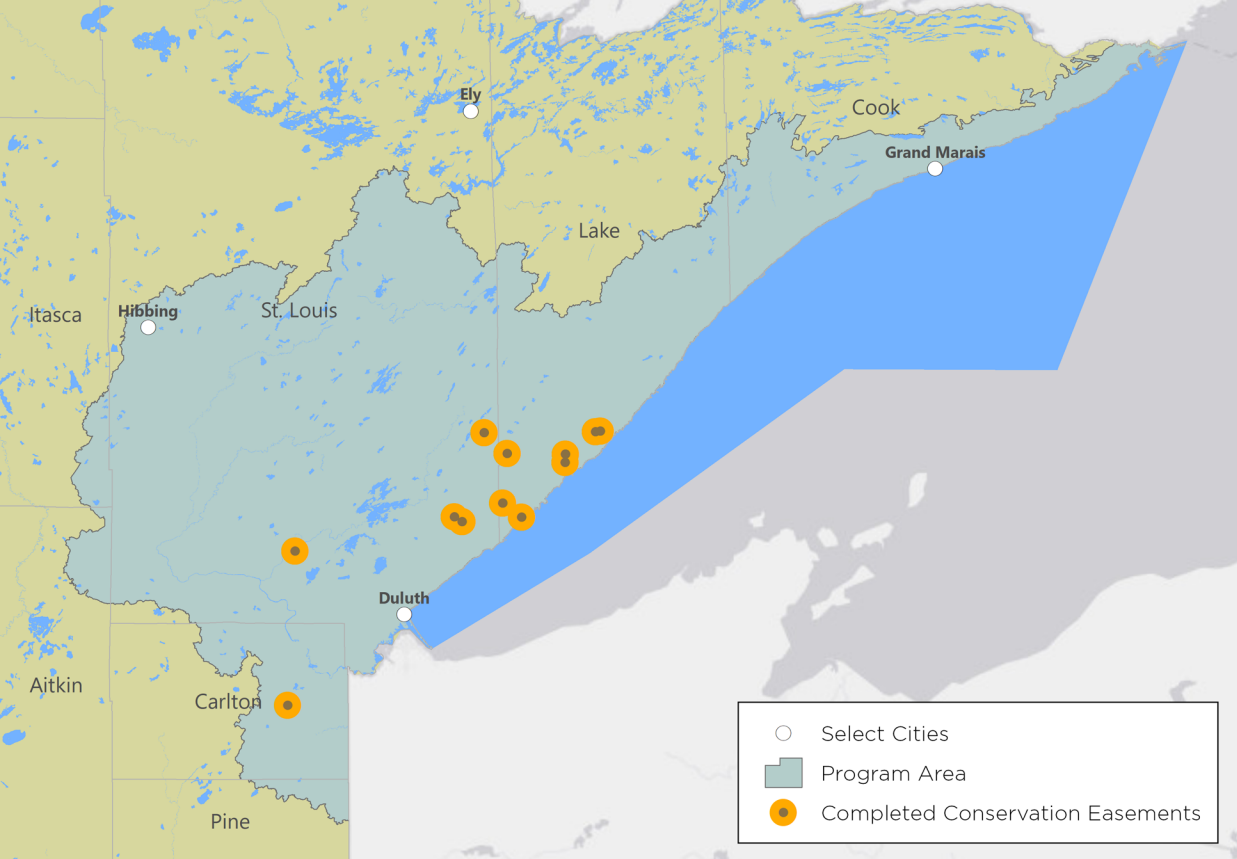 Ely
Cook
Grand Marais
Lake
Itasca
Hibbing
St. Louis
Duluth
Aitkin
Carlton
Pine
Select Cities
Program Area
Completed Conservation Easements